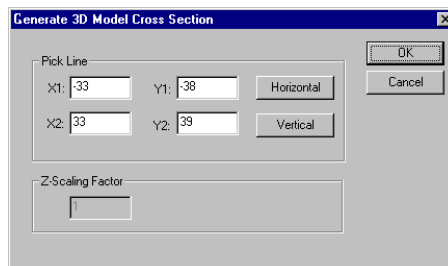 Generate 3D Model Cross Section
OK
Cancel
Pick Line
X1: -33 Y1: -38 Horizontal
X2: 33 Y2: 39 Vertical
Z-Scaling Factor
1